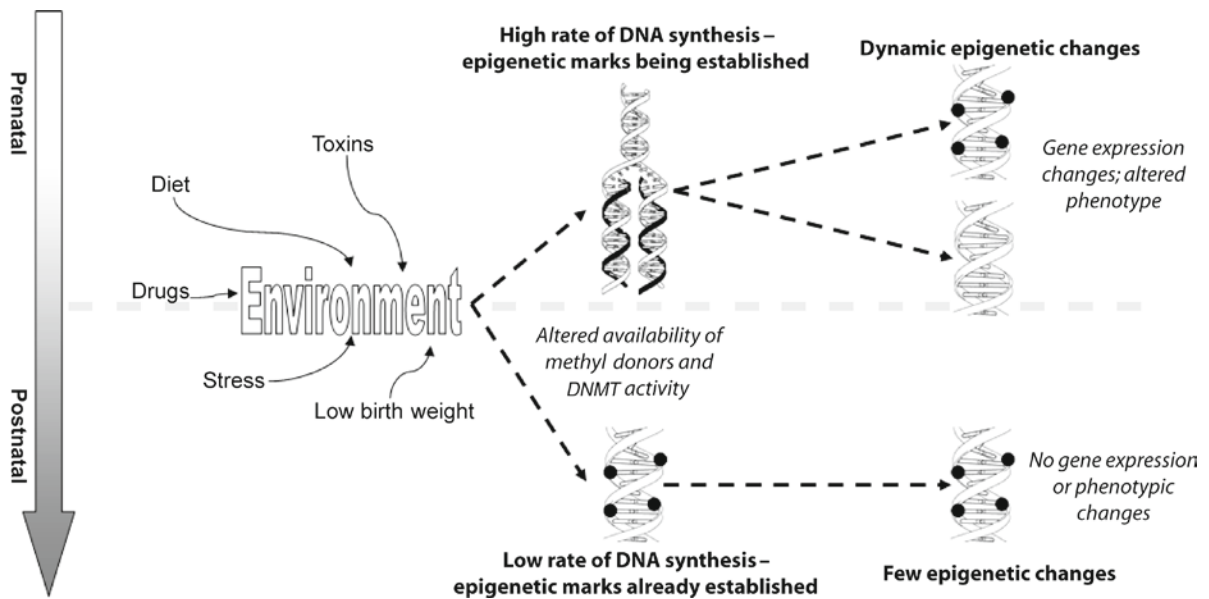 Prenatal
Postnatal
Toxins
Diet
Drugs
Environment
Stress
Low birth weight
High rate of DNA synthesis –
epigenetic marks being established
Altered availability of
methyl donors and
DNMT activity
Low rate of DNA synthesis –
epigenetic marks already established
Dynamic epigenetic changes
Gene expression
changes; altered
phenotype
No gene expression
or phenotypic
changes
Few epigenetic changes